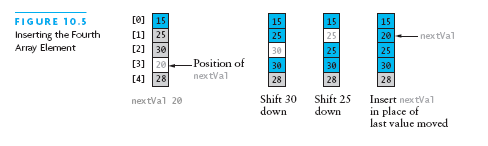 FIGURE 10.5
Inserting the Fourth
Array Element
[0] 15
[1] 25
[2] 30
[3] 20
[4] 28
Position of
nextVal
nextVal 20
15
25
30
30
28
Shift 30
down
15
25
25
30
28
Shift 25
down
15
20
25
30
28
nextVal
Insert nextVal
in place of
last value moved